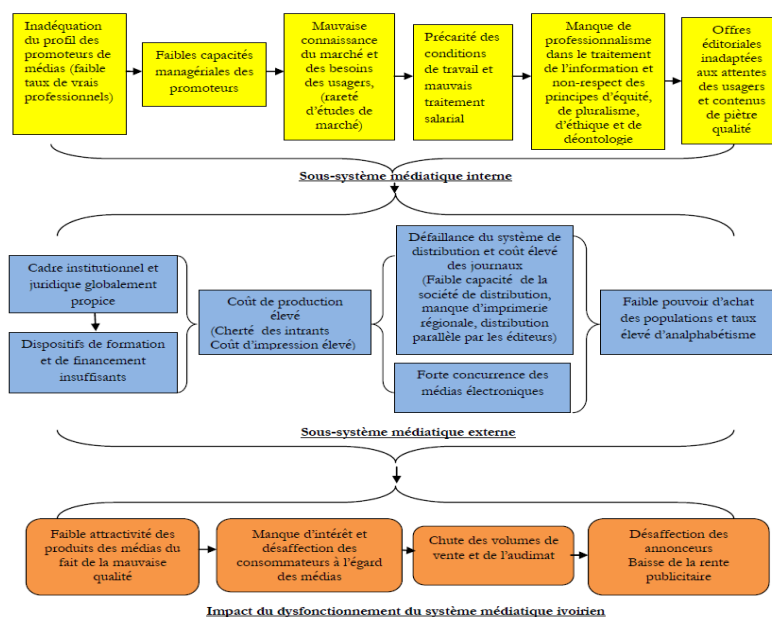 Inadéquation
du profil des
promoteurs de
médias (faible
taux de vrais
professionnels)
Faibles capacités
managériales des
promoteurs
Mauvaise
connaissance
du marché et
des besoins des
usagers,
(rareté
d'études de
marché)
Précarité des
conditions
de travail et
mauvais
traitement
salarial
Manque de
professionnalisme
dans le traitement
de l'information et
non-respect des
principes d'équité,
de pluralisme,
d'éthique et de
déontologie
Offres
éditoriales
inadaptées
aux attentes
des usagers
et contenus
de piètre
qualité
Sous-système médiatique interne
Cadre institutionnel et
juridique globalement
propice
Dispositifs de formation
et de financement
insuffisants
Coût de production
élevé
(Cherté des intrants
Coût d'impression élevé)
Défaillance du système de
distribution et coût élevé
des journaux
(Faible capacité de la
société de distribution,
manque d'imprimerie
régionale, distribution
parallèle par les éditeurs)
Forte concurrence des
médias électroniques
Faible pouvoir d'achat
des populations et taux
élevé d'analphabétisme
Sous-système médiatique externe
Faible attractivité des
produits des médias du
fait de la mauvaise
qualité
Manque d'intérêt et
désaffection des
consommateurs à l'égard
des médias
Chute des volumes de
vente et de l'audimat
Désaffection des
annonceurs
Baisse de la rente
publicitaire
Impact du dysfonctionnement du système médiatique ivoirien